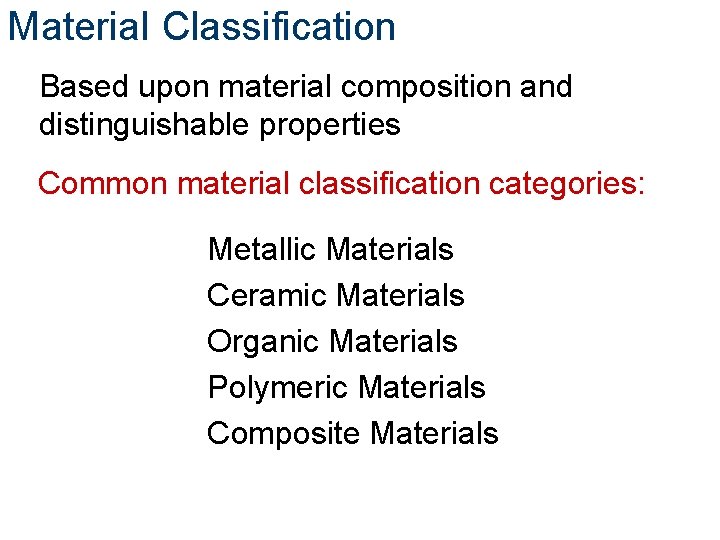 Material Classification
Based upon material composition and
distinguishable properties
Common material classification categories:
Metallic Materials
Ceramic Materials
Organic Materials
Polymeric Materials
Composite Materials